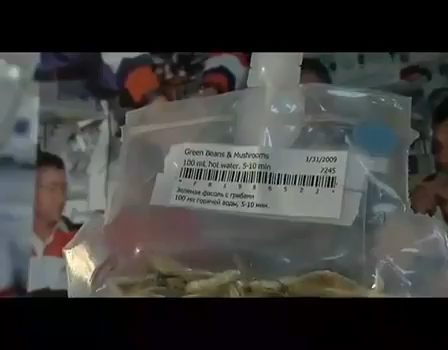 Green Beans & Mushrooms 1/31/2009
100 ml, hot water, 5-10 min
7245
Зеленая фасоль с грибами
100 мл горячей воды, 5-10 мин.